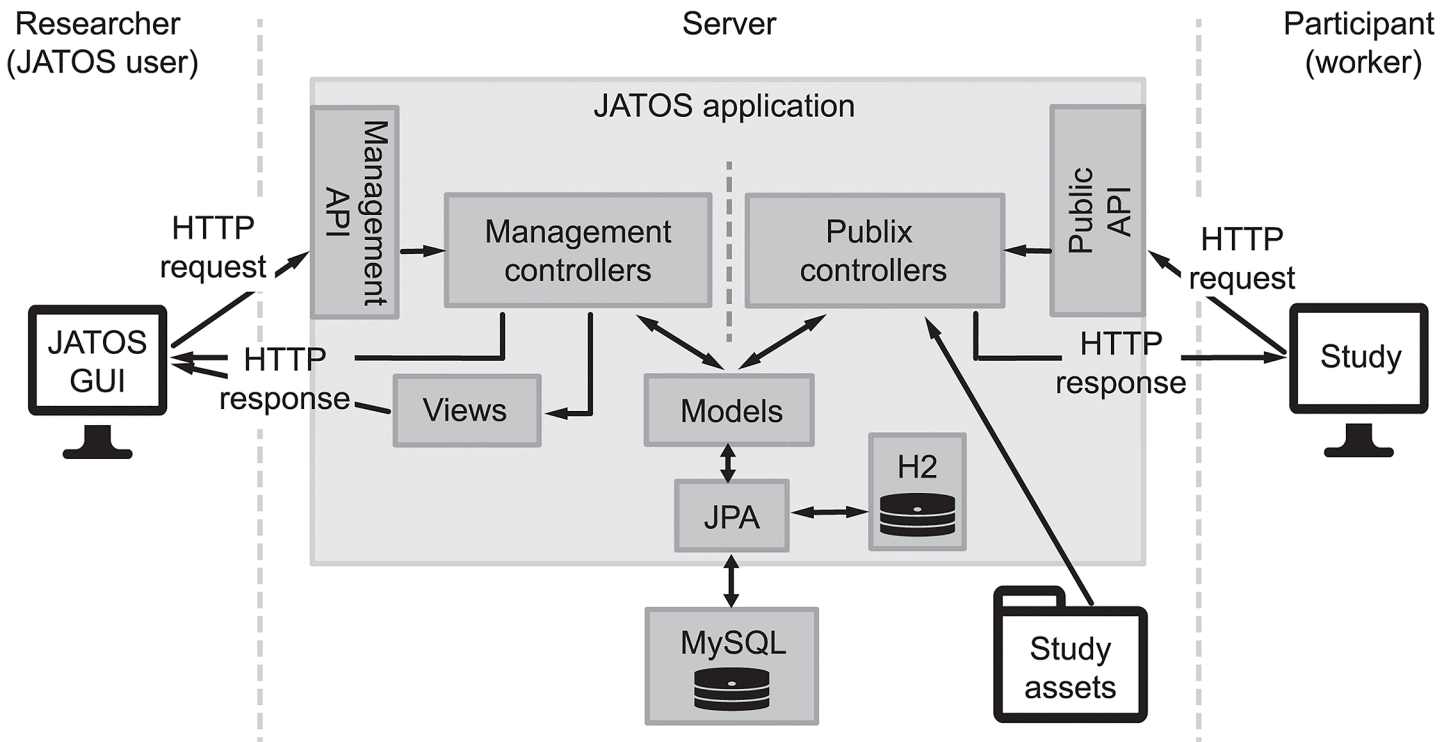 Researcher
(JATOS user)
Server
Participant
(worker)
JATOS application
Management
API
Public
API
Management
controllers
Publix
controllers
HTTP
request
HTTP
request
JATOS
GUI
HTTP
response
HTTP
response
Study
Views
Models
H2
JPA
MySQL
Study
assets